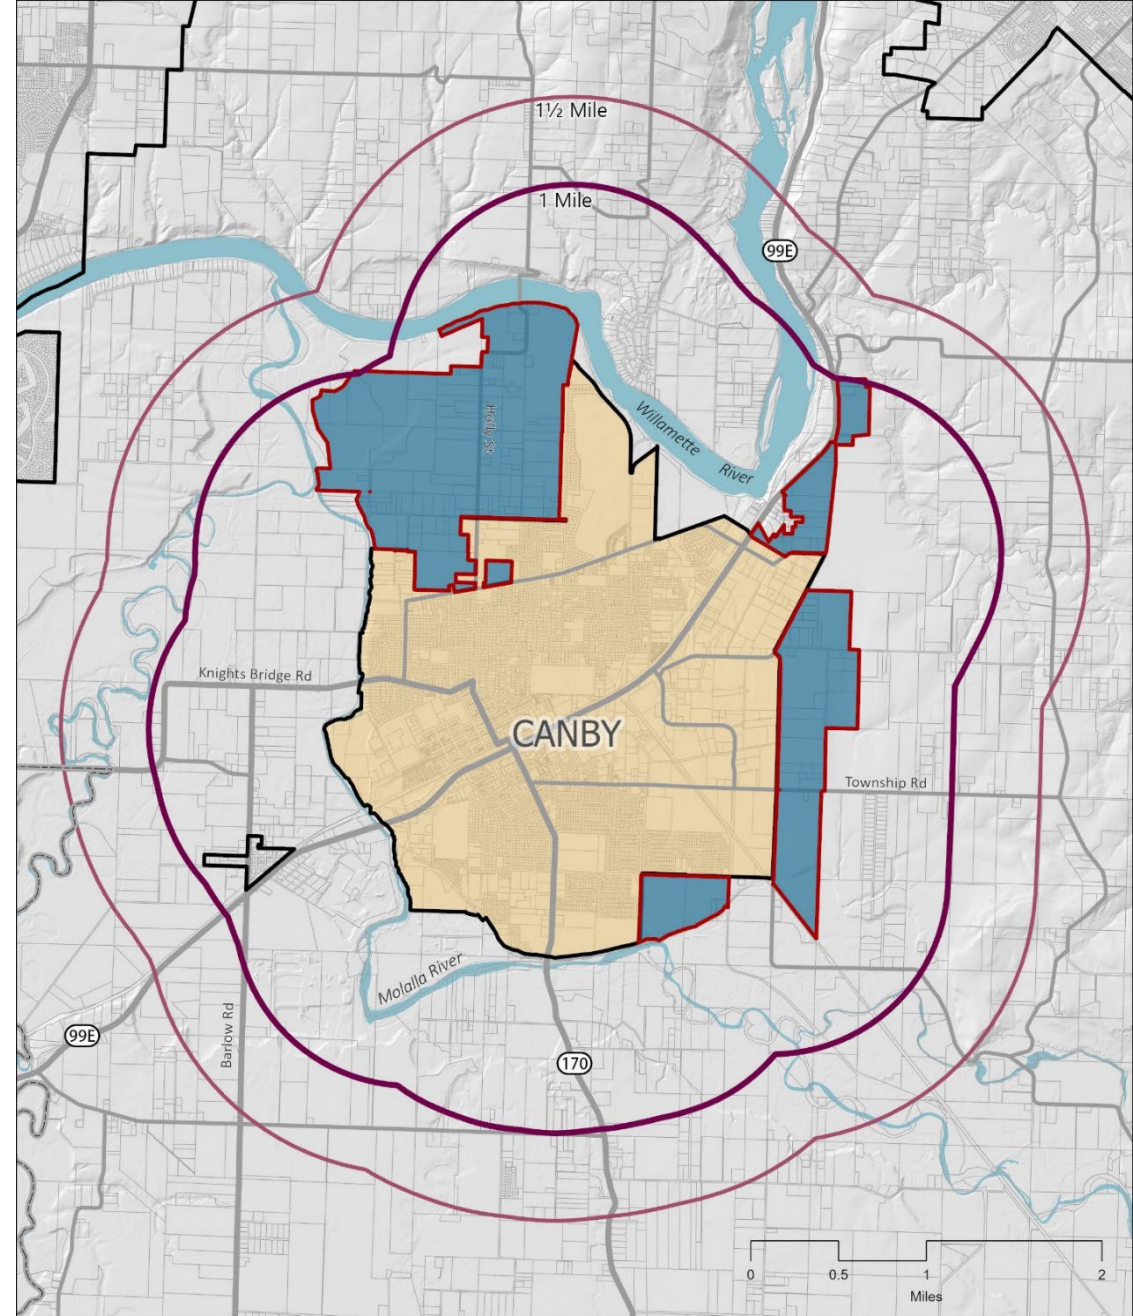 1½ Mile
1 Mile
99E
Holly St
Willamette
River
Knights Bridge Rd
CANBY
Township Rd
Molalla River
Barlow Rd
99E
170
0
0.5
1
2
Miles